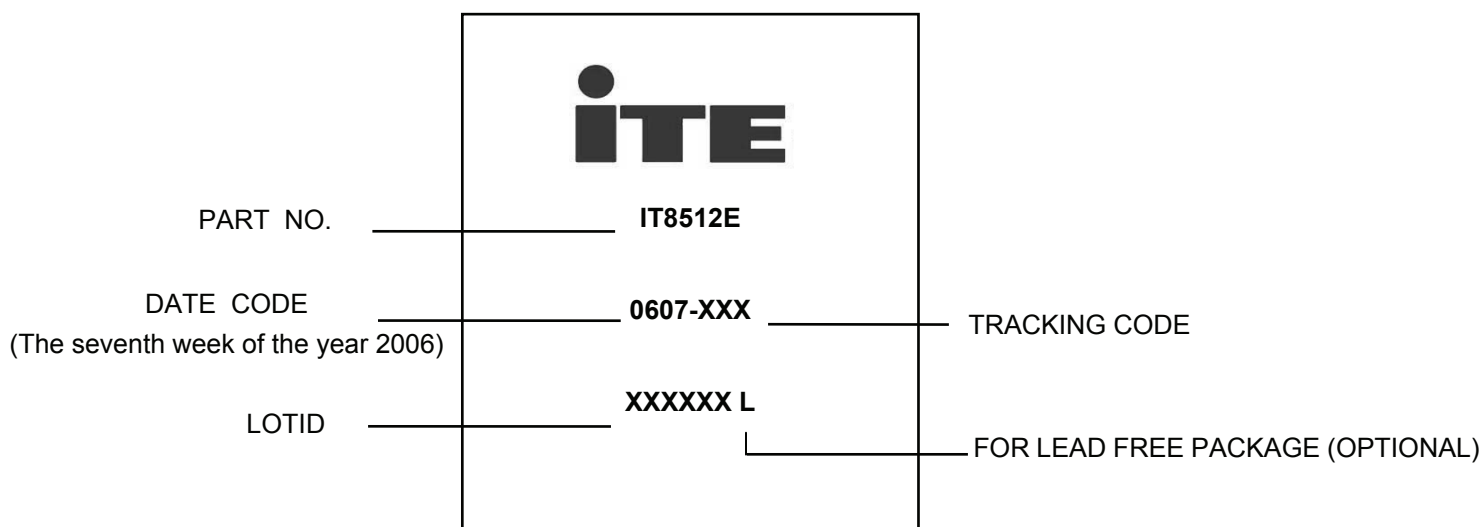 iTE
PART NO.
IT8512E
DATE CODE
(The seventh week of the year 2006)
0607-XXX
TRACKING CODE
LOTID
XXXXXX L
FOR LEAD FREE PACKAGE (OPTIONAL)